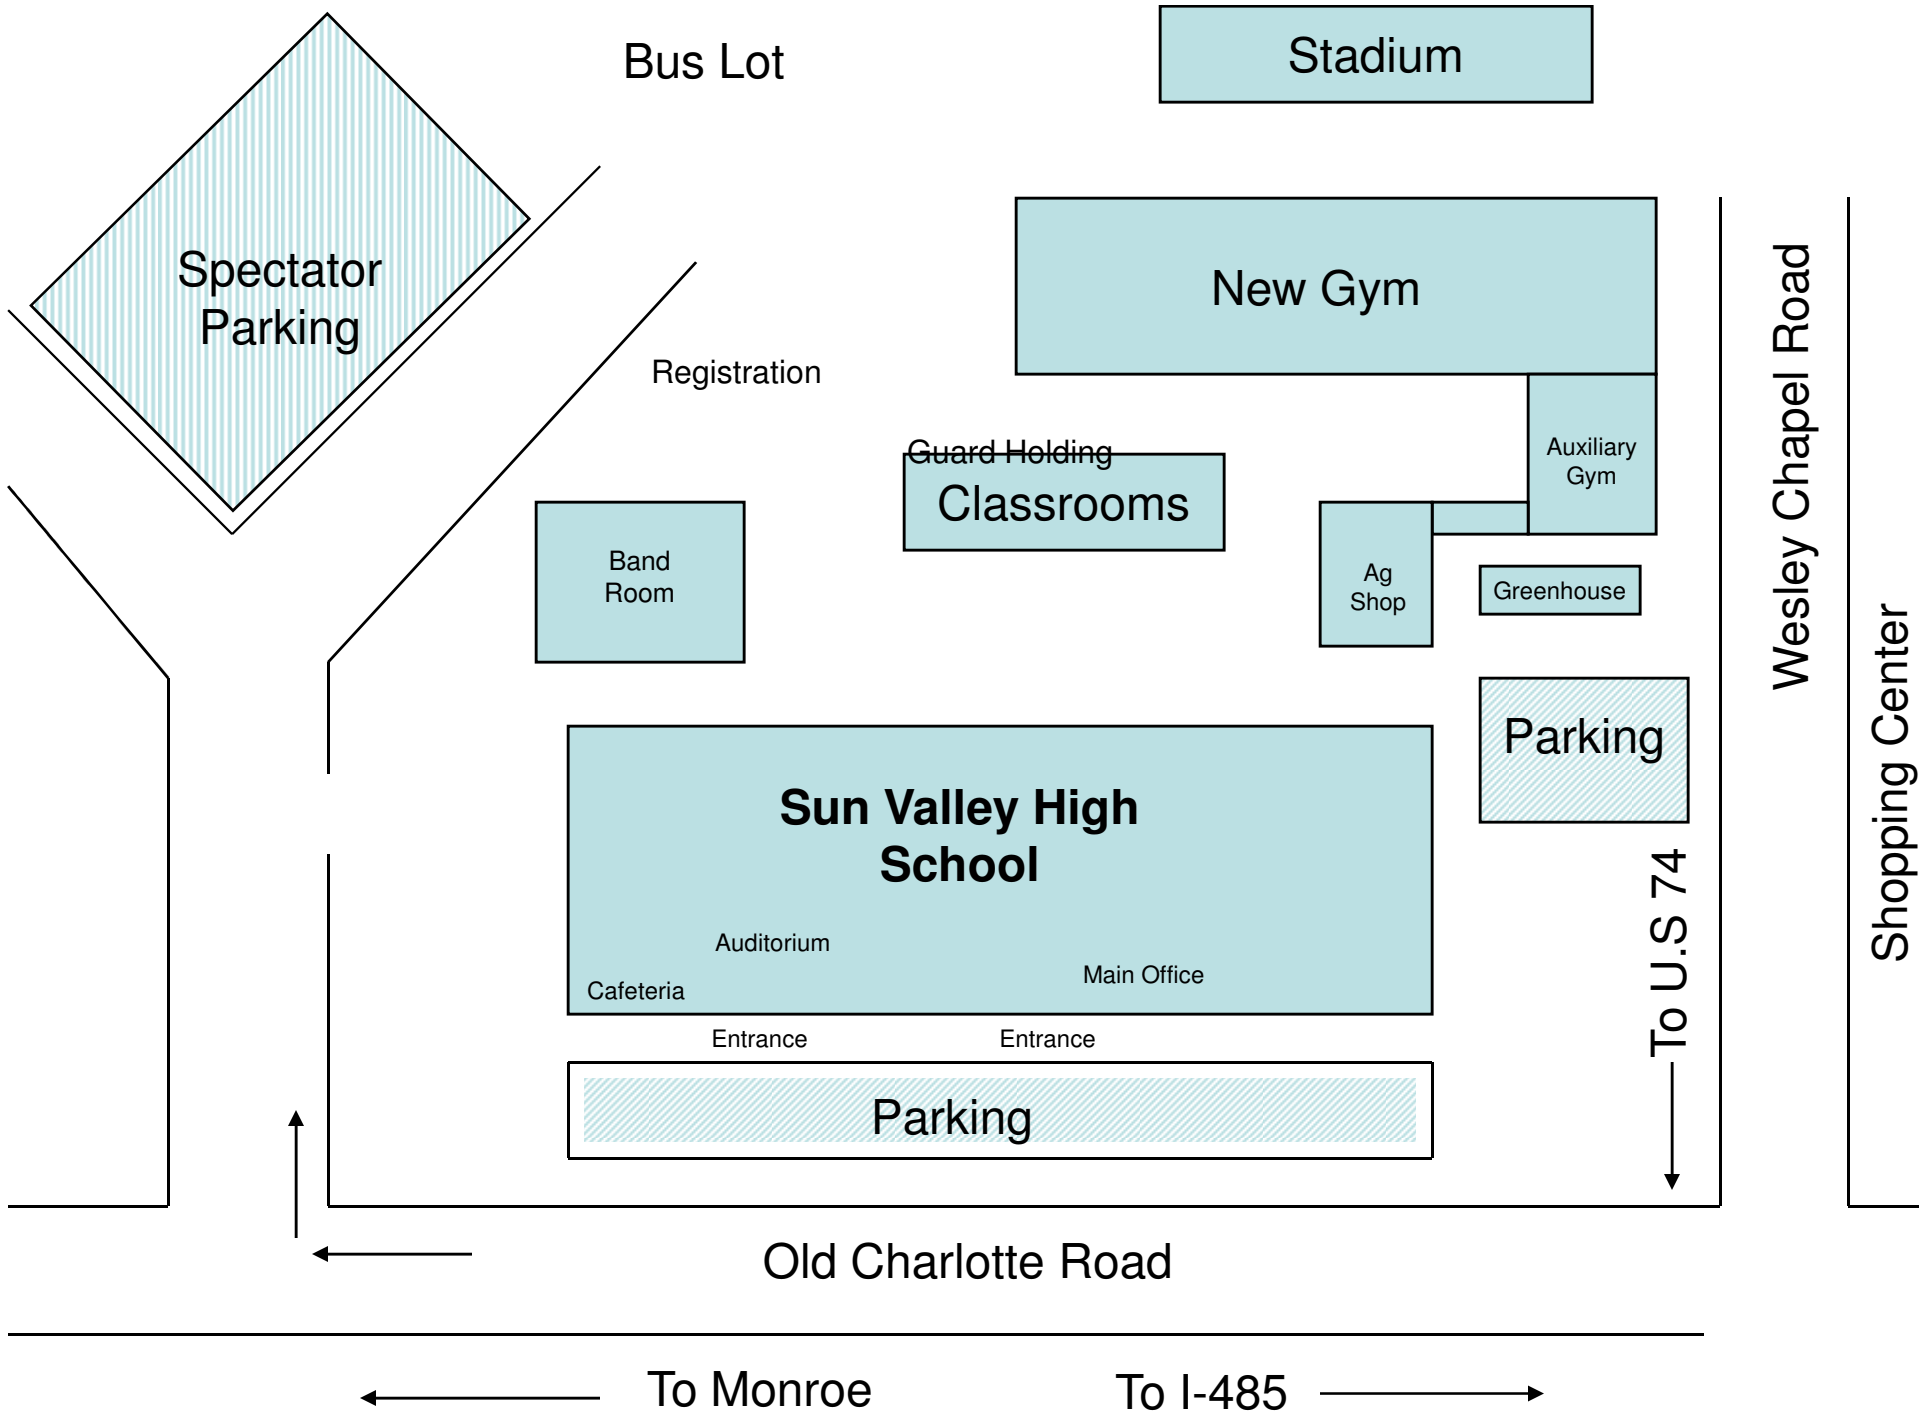 Bus Lot
Stadium
Spectator
Parking
New Gym
Wesley Chapel Road
Registration
Guard Holding
Classrooms
Auxiliary
Gym
Band
Room
Ag
Shop
Greenhouse
Parking
Shopping Center
Sun Valley High
School
To U.S 74
Auditorium
Main Office
Cafeteria
Entrance
Entrance
Parking
Old Charlotte Road
To Monroe
To I-485